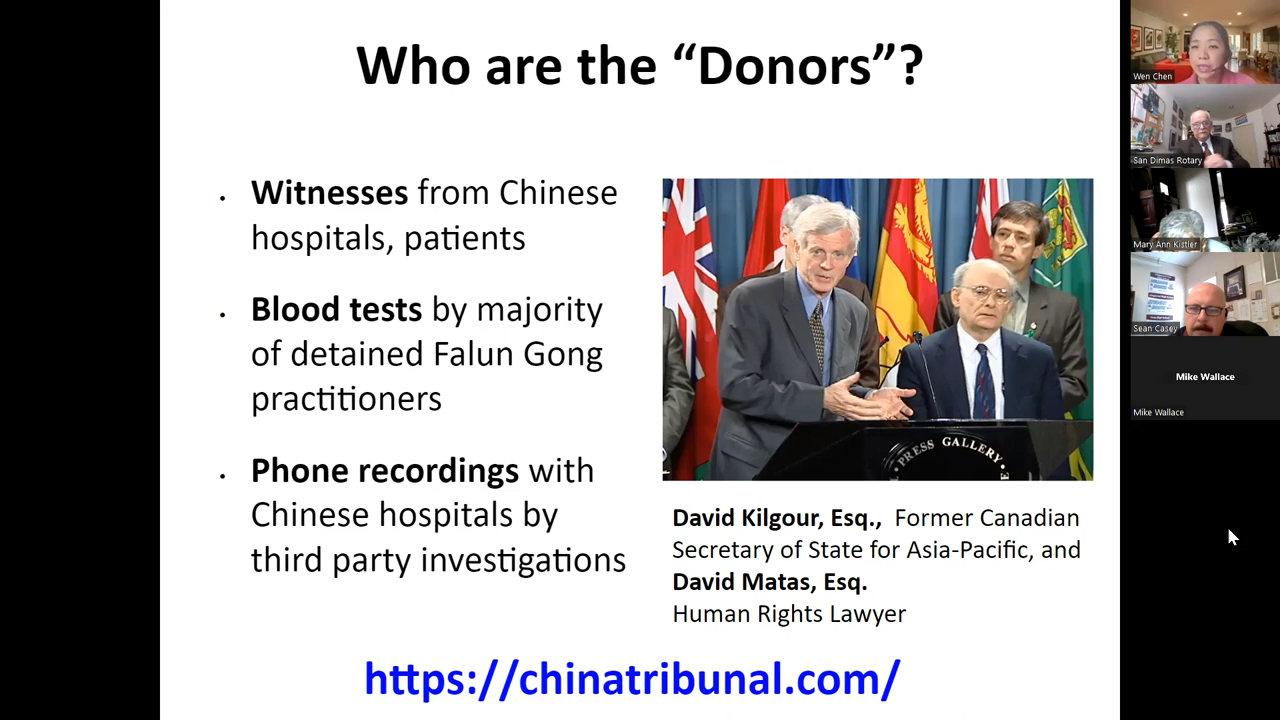 Who are the “Donors”?
• Witnesses from Chinese
hospitals, patients
• Blood tests by majority
of detained Falun Gong
practitioners
• Phone recordings with
Chinese hospitals by
third party investigations
• PRESS GALLERY •
David Kilgour, Esq., Former Canadian
Secretary of State for Asia-Pacific, and
David Matas, Esq.
Human Rights Lawyer
https://chinatribunal.com/
Wen Chen
San Dimas Rotary
Mary Ann Kistler
Sean Casey
Mike Wallace
Mike Wallace